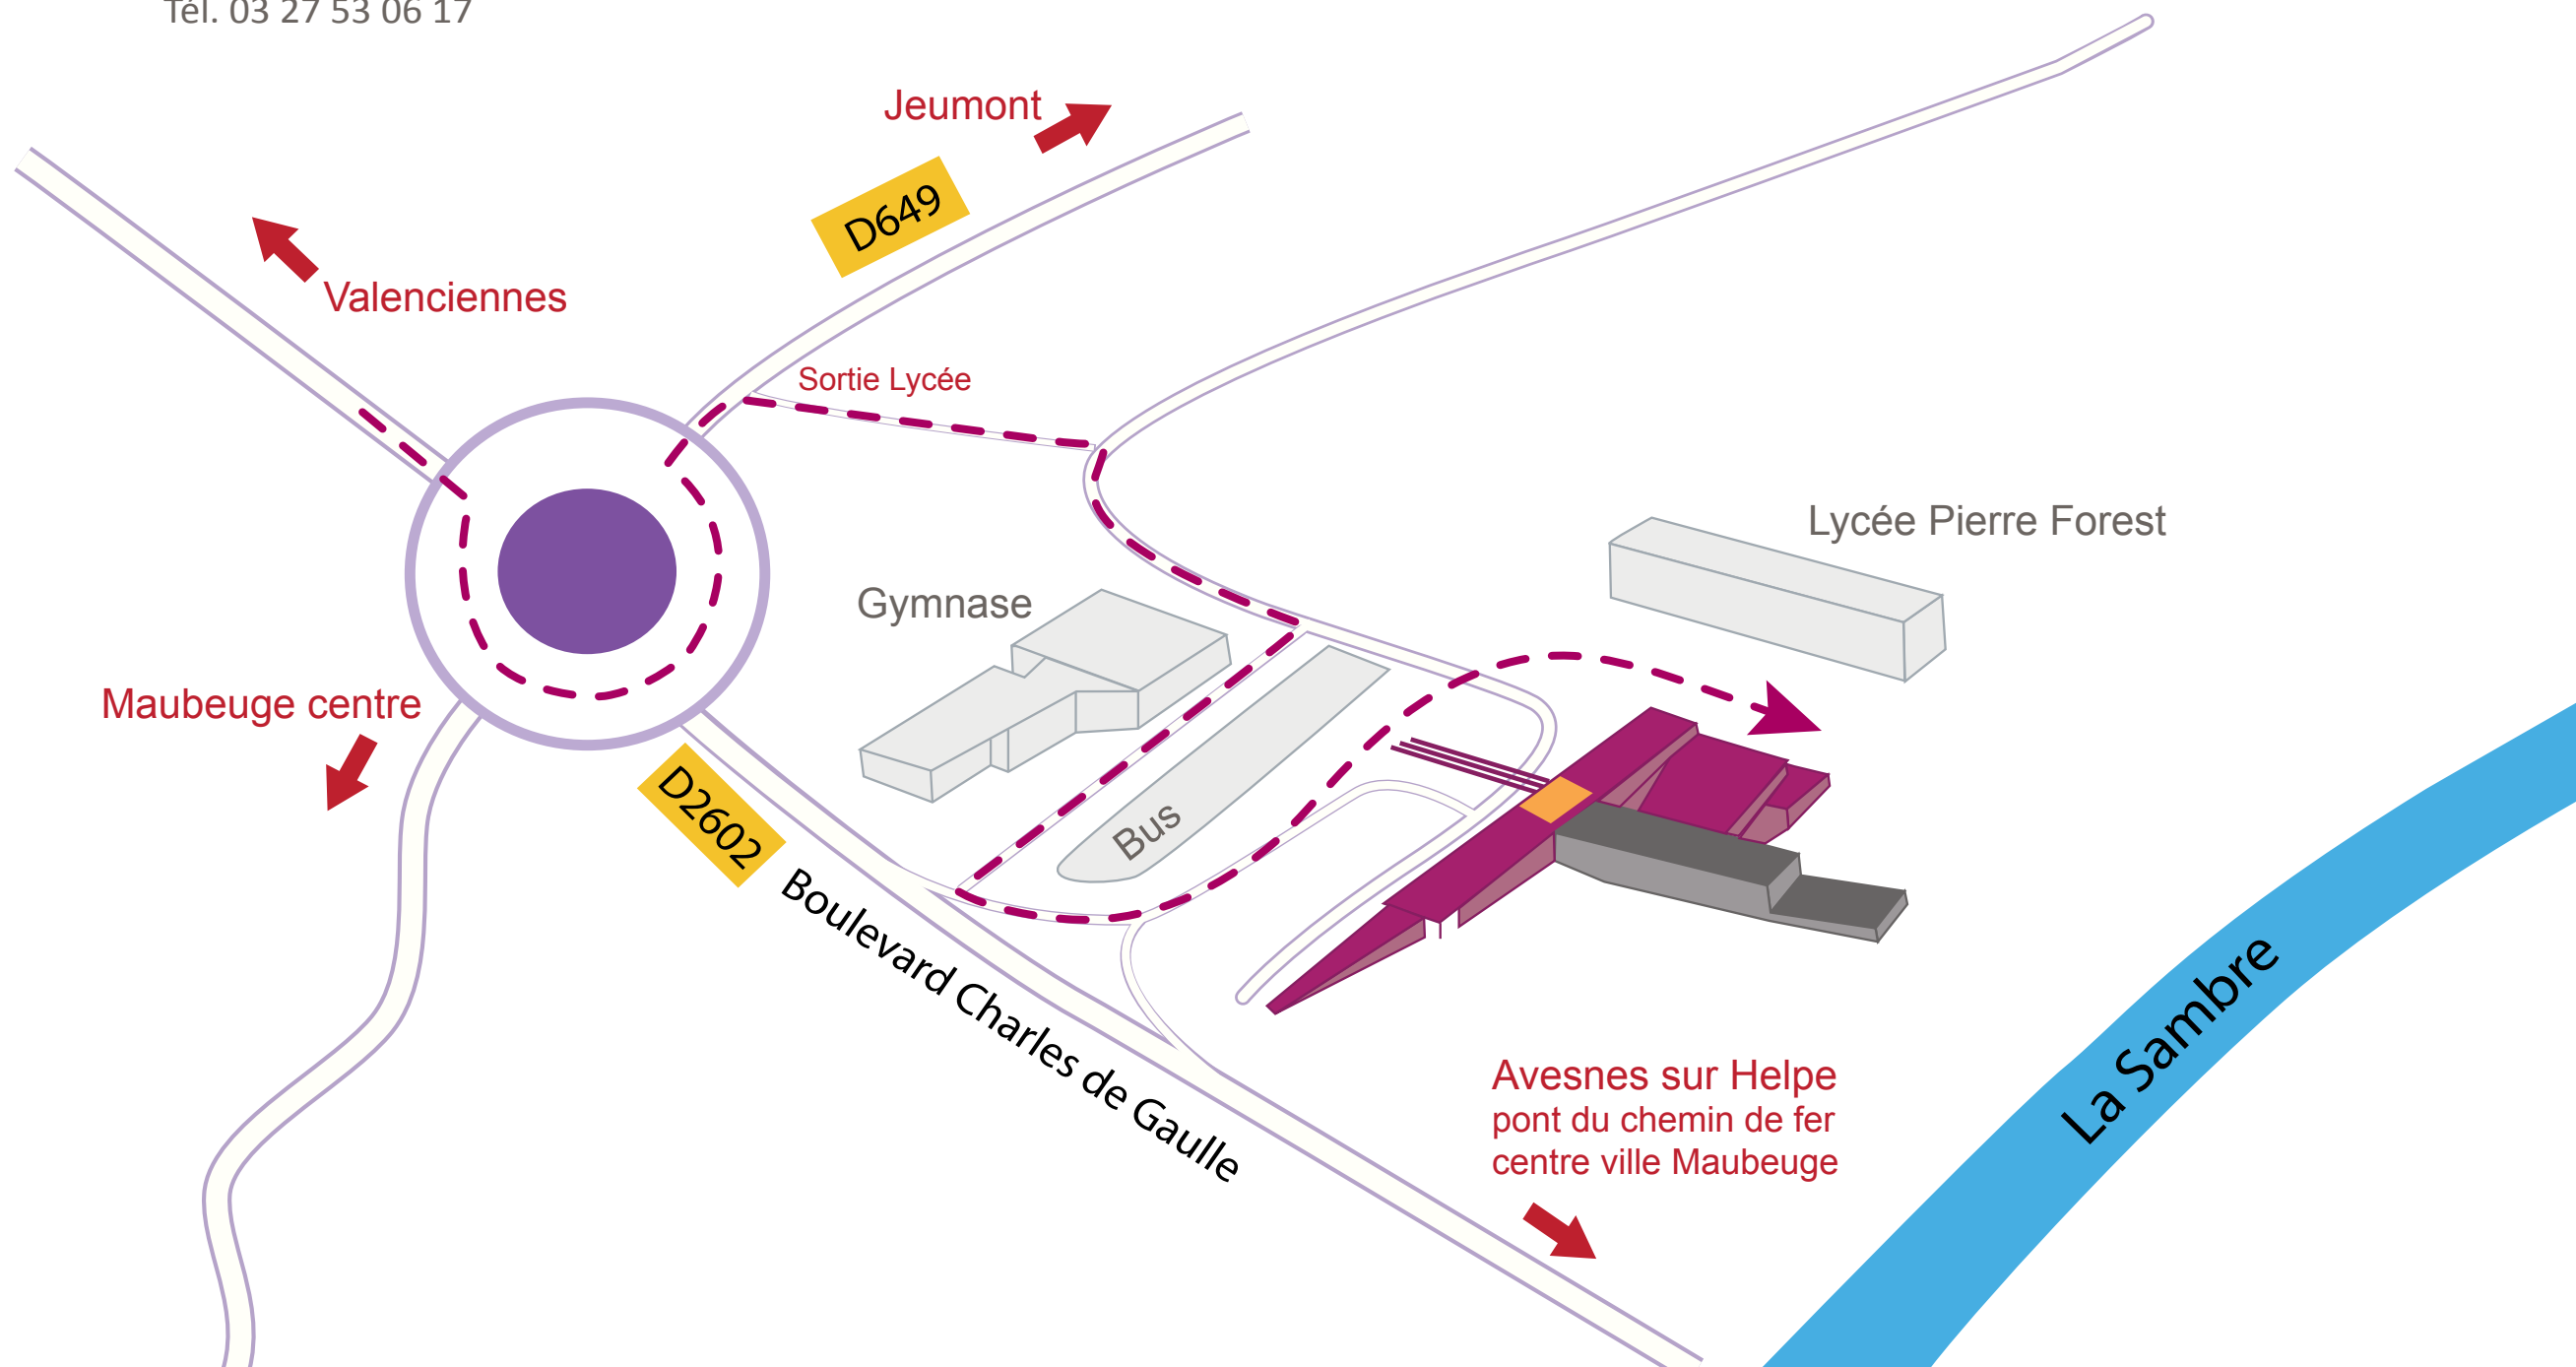 Tél. 03 27 53 06 17
Jeumont
D649
Valenciennes
Sortie Lycée
Lycée Pierre Forest
Gymnase
Maubeuge centre
D2602
Bus
Boulevard Charles de Gaulle
La Sambre
Avesnes sur Helpe
pont du chemin de fer
centre ville Maubeuge